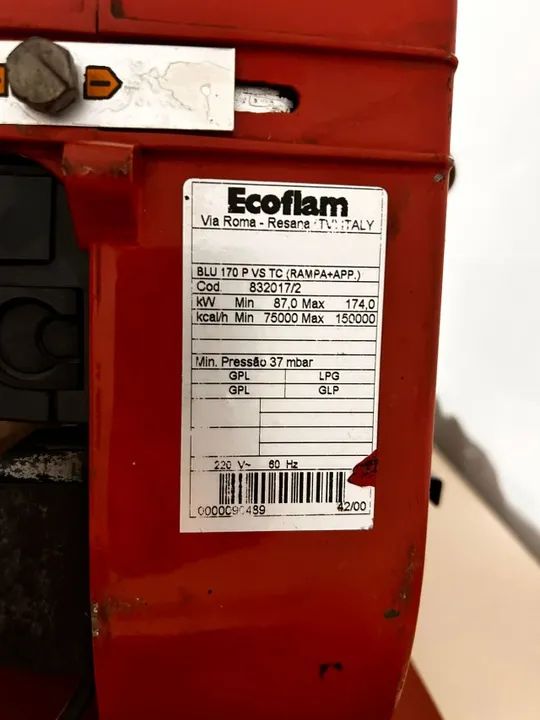 Ecoflam
Via Roma - Resana TV ITALY
BLU 170 P VS TC (RAMPA+APP.)
Cod. 832017/2
kW Min 87,0 Max 174,0
kcal/h Min 75000 Max 150000
Min. Pressão 37 mbar
GPL LPG
GPL GLP
220 V~ 60 Hz
42/00